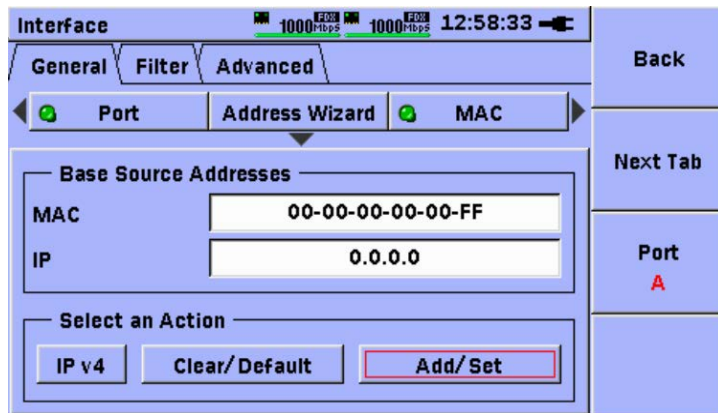 Interface 1000 FDX Mbps 1000 FDX Mbps 12:58:33
Back
General Filter Advanced
Port Address Wizard MAC
Next Tab
Base Source Addresses
MAC 00-00-00-00-00-FF
IP 0.0.0.0
Port
A
Select an Action
IP v4 Clear/Default Add/Set